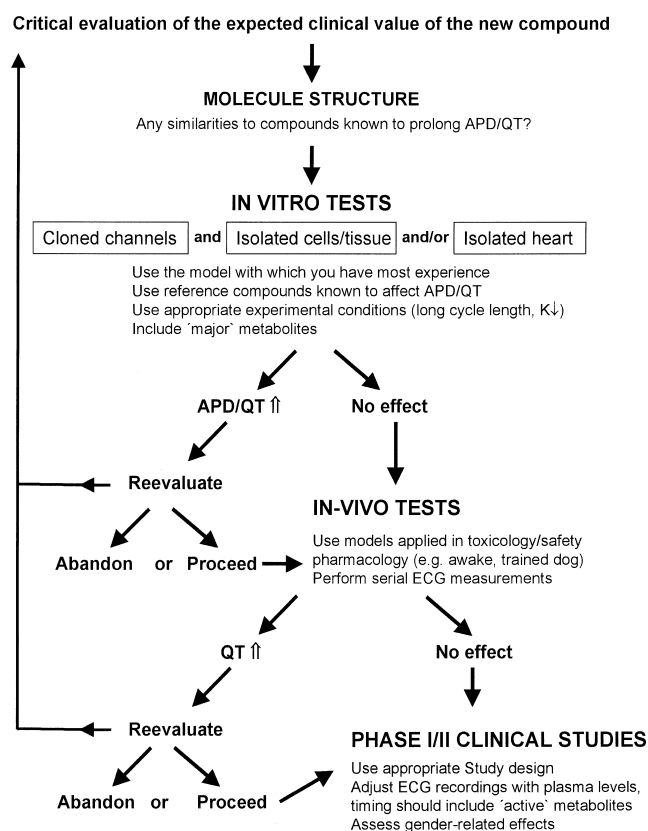 Critical evaluation of the expected clinical value of the new compound
MOLECULE STRUCTURE
Any similarities to compounds known to prolong APD/QT?
IN VITRO TESTS
Cloned channels and Isolated cells/tissue and/or Isolated heart
Use the model with which you have most experience
Use reference compounds known to affect APD/QT
Use appropriate experimental conditions (long cycle length, K↓)
Include ´major` metabolites
APD/QT ⇑ No effect
Reevaluate
IN-VIVO TESTS
Use models applied in toxicology/safety
pharmacology (e.g. awake, trained dog)
Perform serial ECG measurements
Abandon or Proceed
QT ⇑ No effect
Reevaluate
PHASE I/II CLINICAL STUDIES
Use appropriate Study design
Adjust ECG recordings with plasma levels,
timing should include ´active` metabolites
Assess gender-related effects
Abandon or Proceed